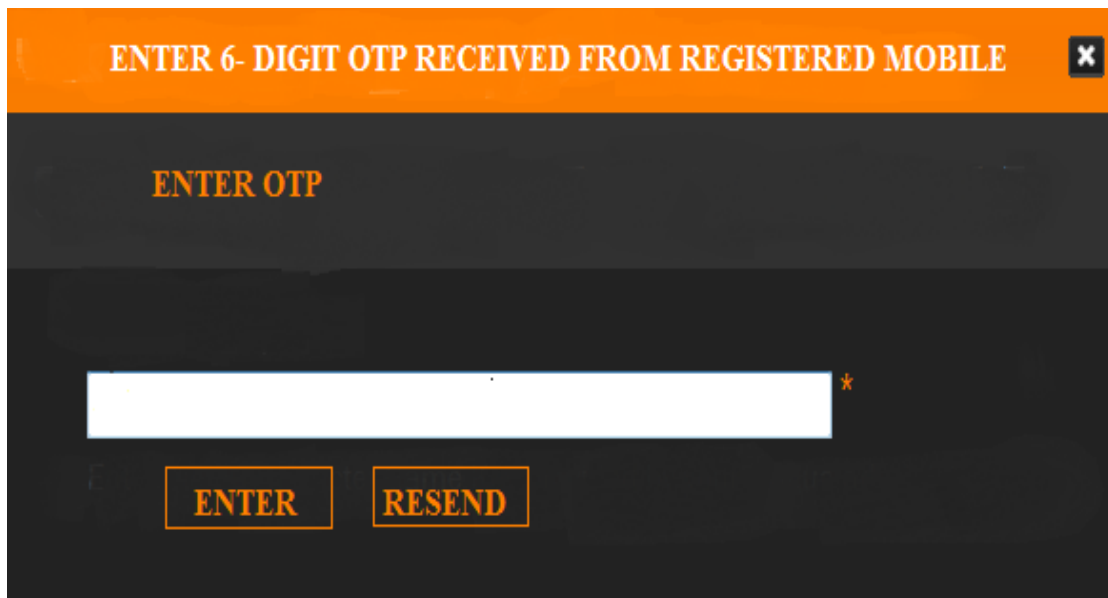 ENTER 6- DIGIT OTP RECEIVED FROM REGISTERED MOBILE
ENTER OTP
*
ENTER
RESEND